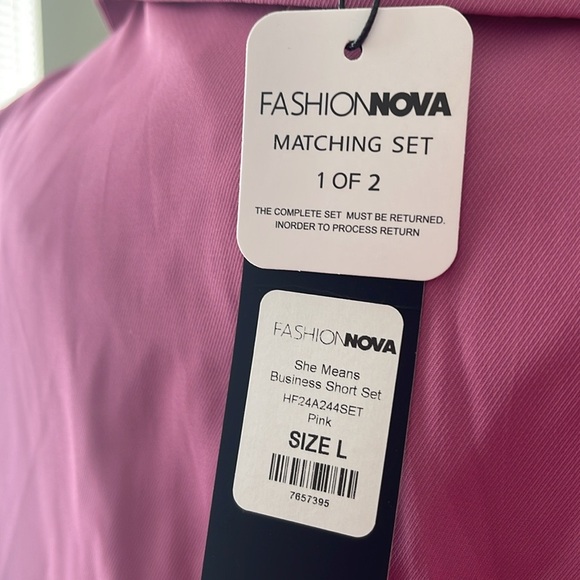 FASHIONNOVA
MATCHING SET
1 OF 2
THE COMPLETE SET MUST BE RETURNED.
INORDER TO PROCESS RETURN
FASHIONNOVA
She Means
Business Short Set
HF24A244SET
Pink
SIZE L
7657395